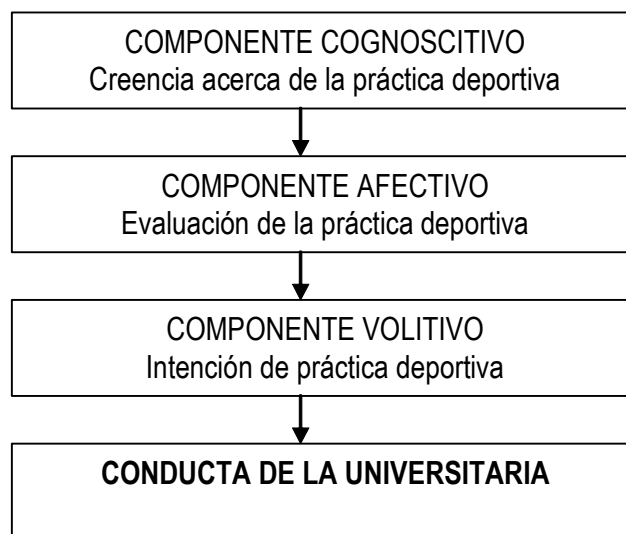 COMPONENTE COGNOSCITIVO
Creencia acerca de la práctica deportiva
COMPONENTE AFECTIVO
Evaluación de la práctica deportiva
COMPONENTE VOLITIVO
Intención de práctica deportiva
CONDUCTA DE LA UNIVERSITARIA